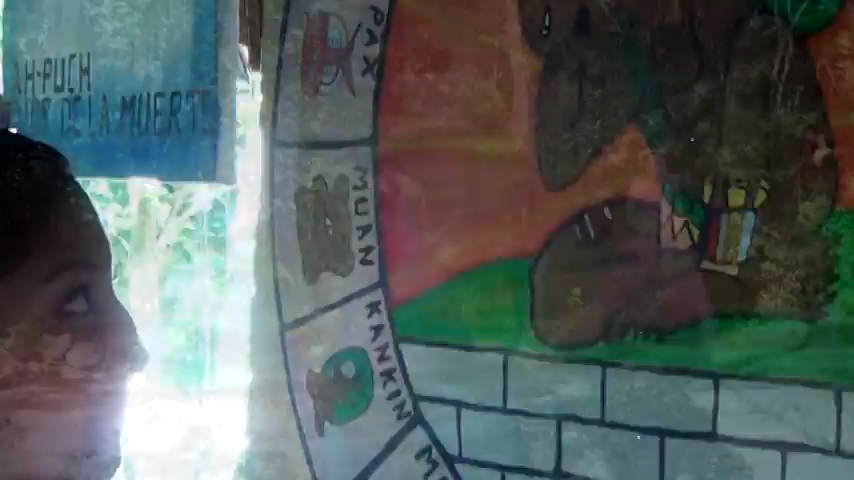 AH-PUCH
DE LA MUERTE
PAX
MUAN
KANKIN
M